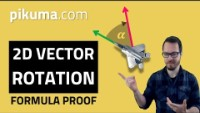 pikuma.com
α
2D VECTOR
ROTATION
FORMULA PROOF